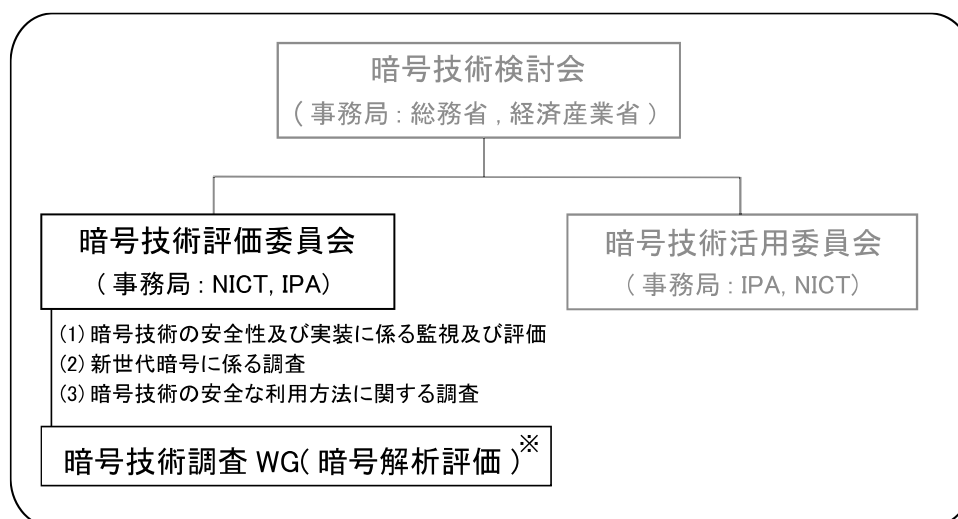 暗号技術検討会
( 事務局 : 総務省 , 経済産業省 )
暗号技術評価委員会
( 事務局 : NICT, IPA)
暗号技術活用委員会
( 事務局 : IPA, NICT)
(1) 暗号技術の安全性及び実装に係る監視及び評価
(2) 新世代暗号に係る調査
(3) 暗号技術の安全な利用方法に関する調査
暗号技術調査 WG( 暗号解析評価 )※